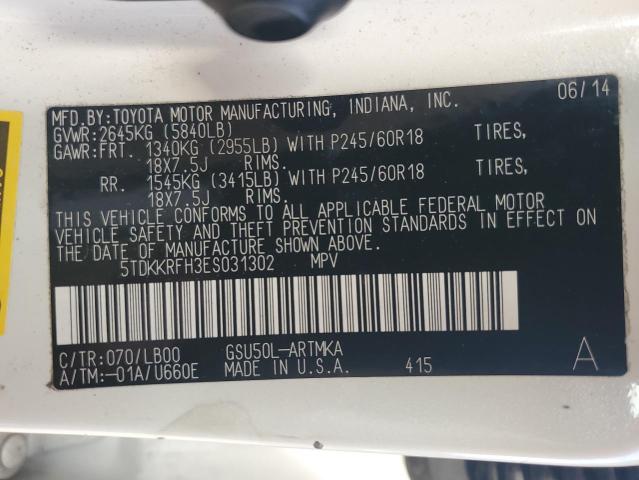 MFD.BY:TOYOTA MOTOR MANUFACTURING, INDIANA, INC. 06/14
GVWR:2645KG (5840LB)
GAWR:FRT. 1340KG (2955LB) WITH P245/60R18 TIRES,
18X7.5J RIMS.
RR. 1545KG (3415LB) WITH P245/60R18 TIRES,
18X7.5J RIMS.
THIS VEHICLE CONFORMS TO ALL APPLICABLE FEDERAL MOTOR
VEHICLE SAFETY AND THEFT PREVENTION STANDARDS IN EFFECT ON
THE DATE OF MANUFACTURE SHOWN ABOVE.
5TDKKRFH3ES031302 MPV
C/TR:070/LB00 GSU50L-ARTMKA
A/TM:-01A/U660E MADE IN U.S.A. 415 A